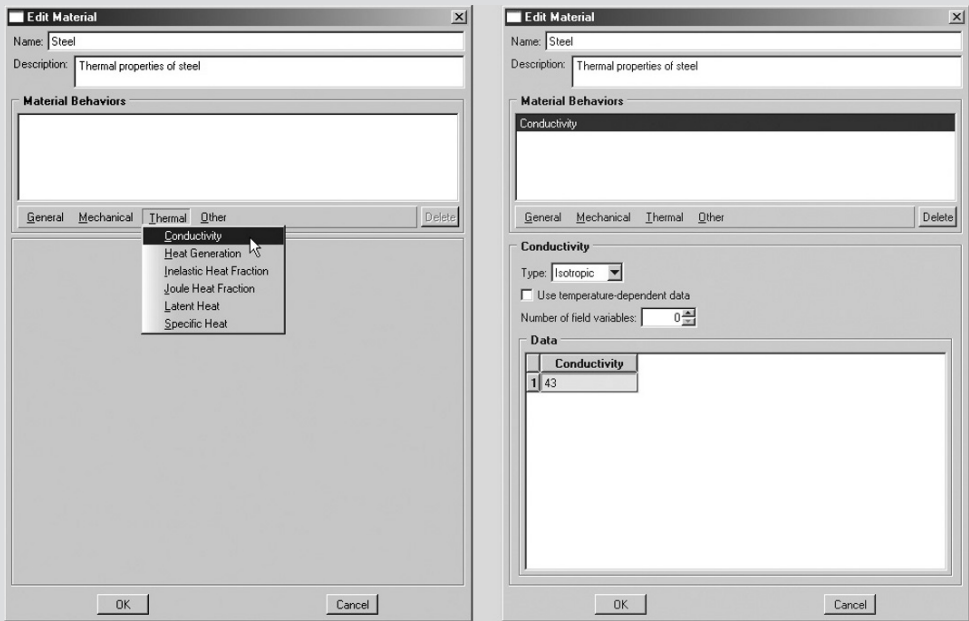 Edit Material
Name: Steel
Description: Thermal properties of steel
Material Behaviors
General Mechanical Thermal Other Delete
Conductivity
Heat Generation
Inelastic Heat Fraction
Joule Heat Fraction
Latent Heat
Specific Heat
OK Cancel
Edit Material
Name: Steel
Description: Thermal properties of steel
Material Behaviors
Conductivity
General Mechanical Thermal Other Delete
Conductivity
Type: Isotropic
Use temperature-dependent data
Number of field variables: 0
Data
Conductivity
1 43
OK Cancel